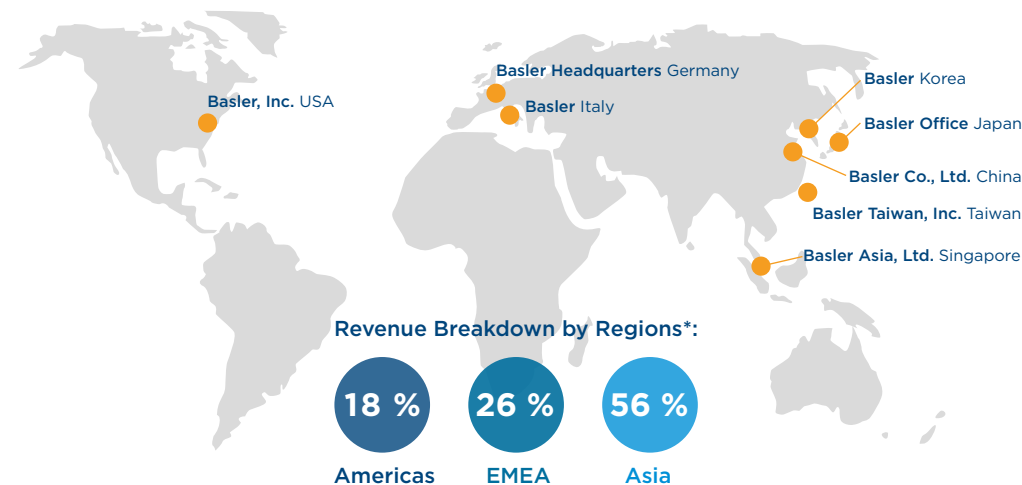 Basler Headquarters Germany
Basler Korea
Basler, Inc. USA
Basler Italy
Basler Office Japan
Basler Co., Ltd. China
Basler Taiwan, Inc. Taiwan
Basler Asia, Ltd. Singapore
Revenue Breakdown by Regions*:
18 %
26 %
56 %
Americas
EMEA
Asia